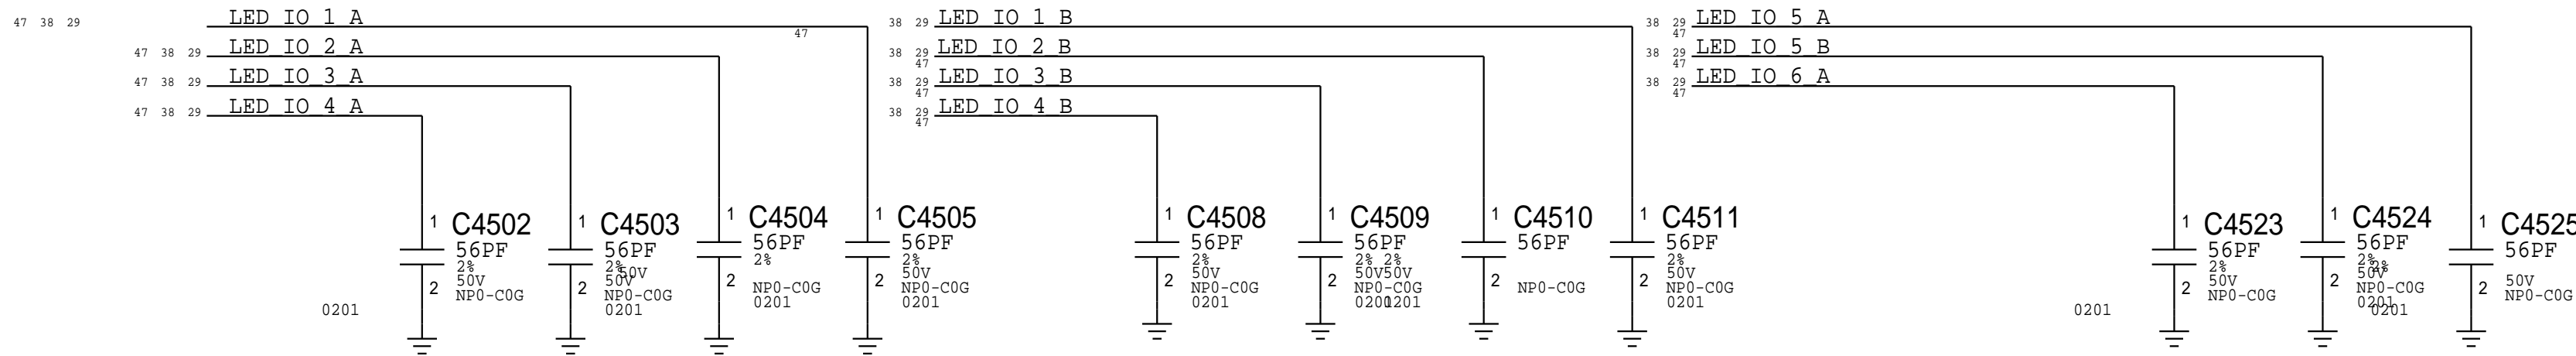 47 38 29 LED_IO_1_A
47
47 38 29 LED_IO_2_A
47 38 29 LED_IO_3_A
47 38 29 LED_IO_4_A
38 29 LED_IO_1_B
47
38 29 LED_IO_2_B
47
38 29 LED_IO_3_B
47
38 29 LED_IO_4_B
47
38 29 LED_IO_5_A
47
38 29 LED_IO_5_B
47
38 29 LED_IO_6_A
47
1 C4502
56PF
2%
50V
2 NP0-C0G
0201
1 C4503
56PF
2%
50V
50V
2 NP0-C0G
0201
1 C4504
56PF
2%
2 NP0-C0G
0201
1 C4505
56PF
2%
50V
2 NP0-C0G
0201
1 C4508
56PF
2%
50V
2 NP0-C0G
0201
1 C4509
56PF
2% 2%
50V 50V
2 NP0-C0G
0201 0201
1 C4510
56PF
2 NP0-C0G
1 C4511
56PF
2%
50V
2 NP0-C0G
0201
1 C4523
56PF
2%
50V
2 NP0-C0G
0201
1 C4524
56PF
2%
2%
50V
2 NP0-C0G
0201
0201
1 C4525
56PF
50V
2 NP0-C0G